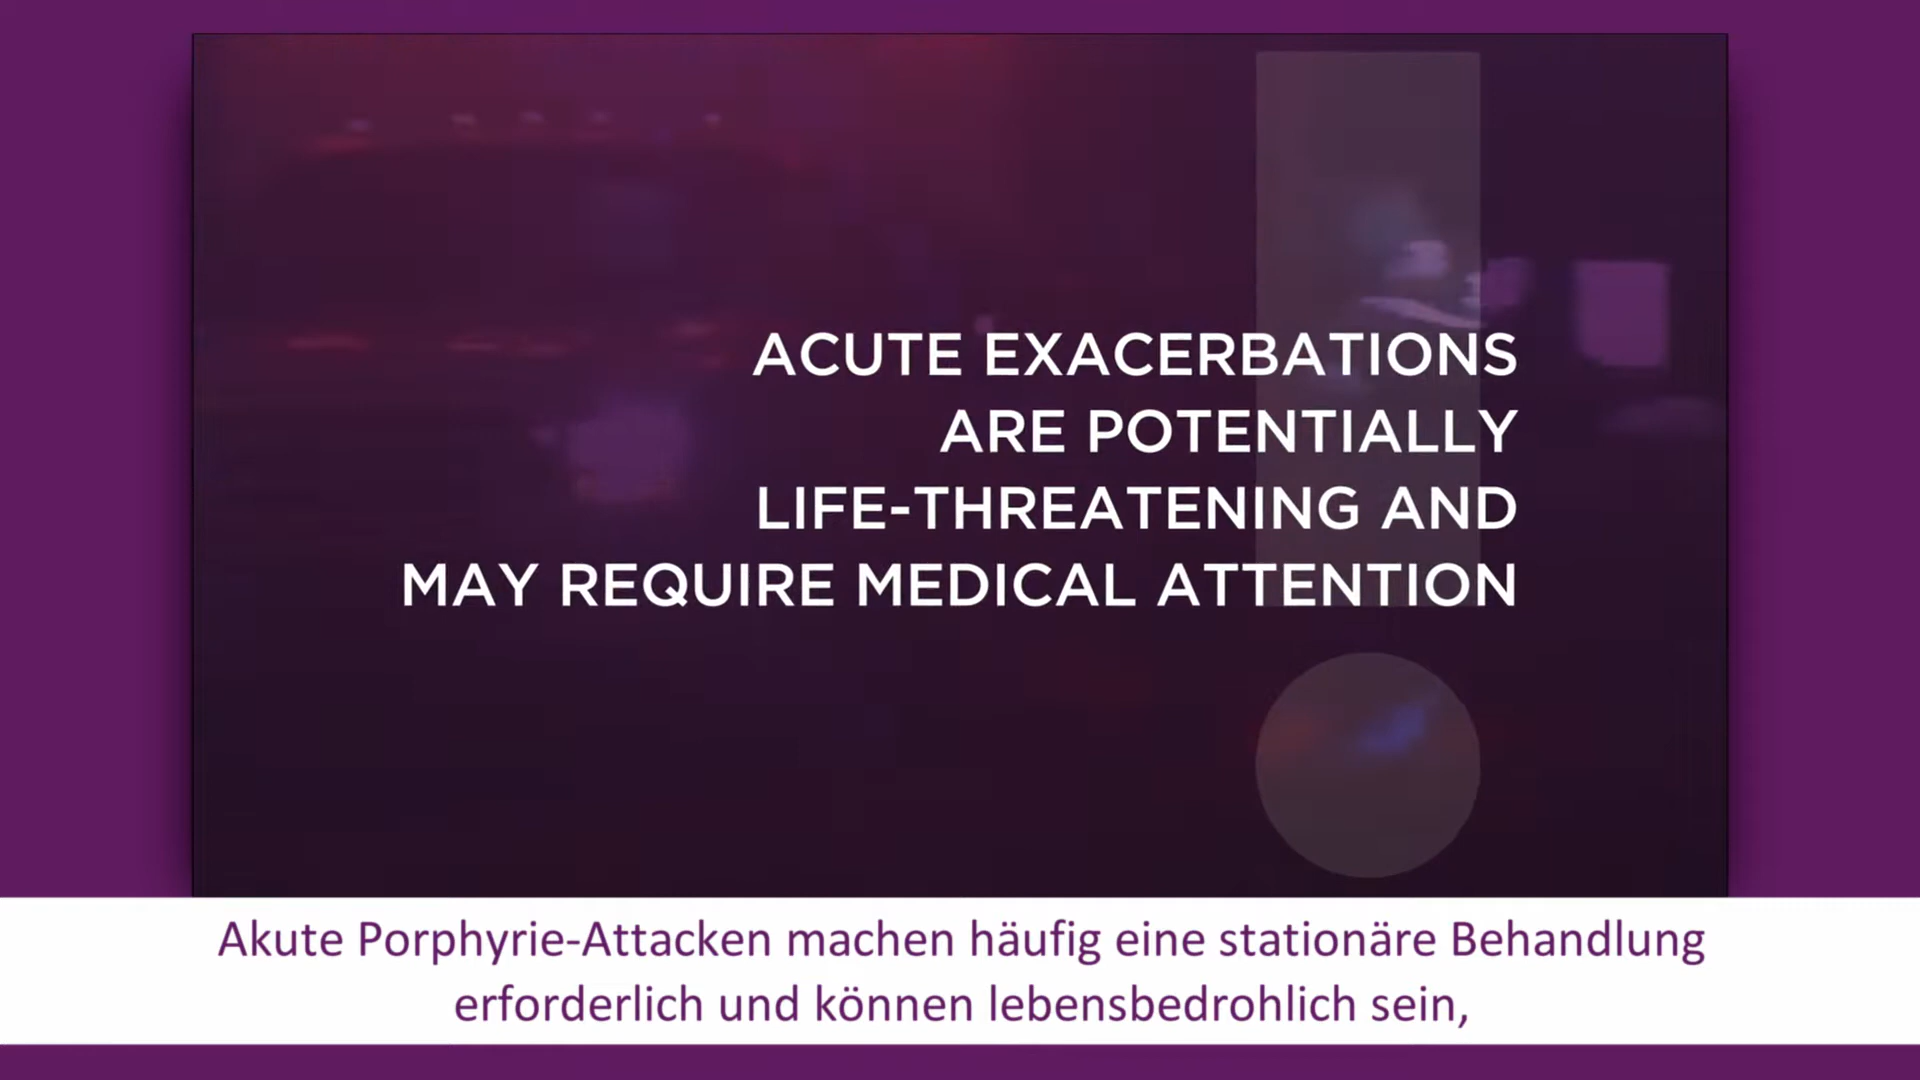 ACUTE EXACERBATIONS
ARE POTENTIALLY
LIFE-THREATENING AND
MAY REQUIRE MEDICAL ATTENTION
Akute Porphyrie-Attacken machen häufig eine stationäre Behandlung
erforderlich und können lebensbedrohlich sein,